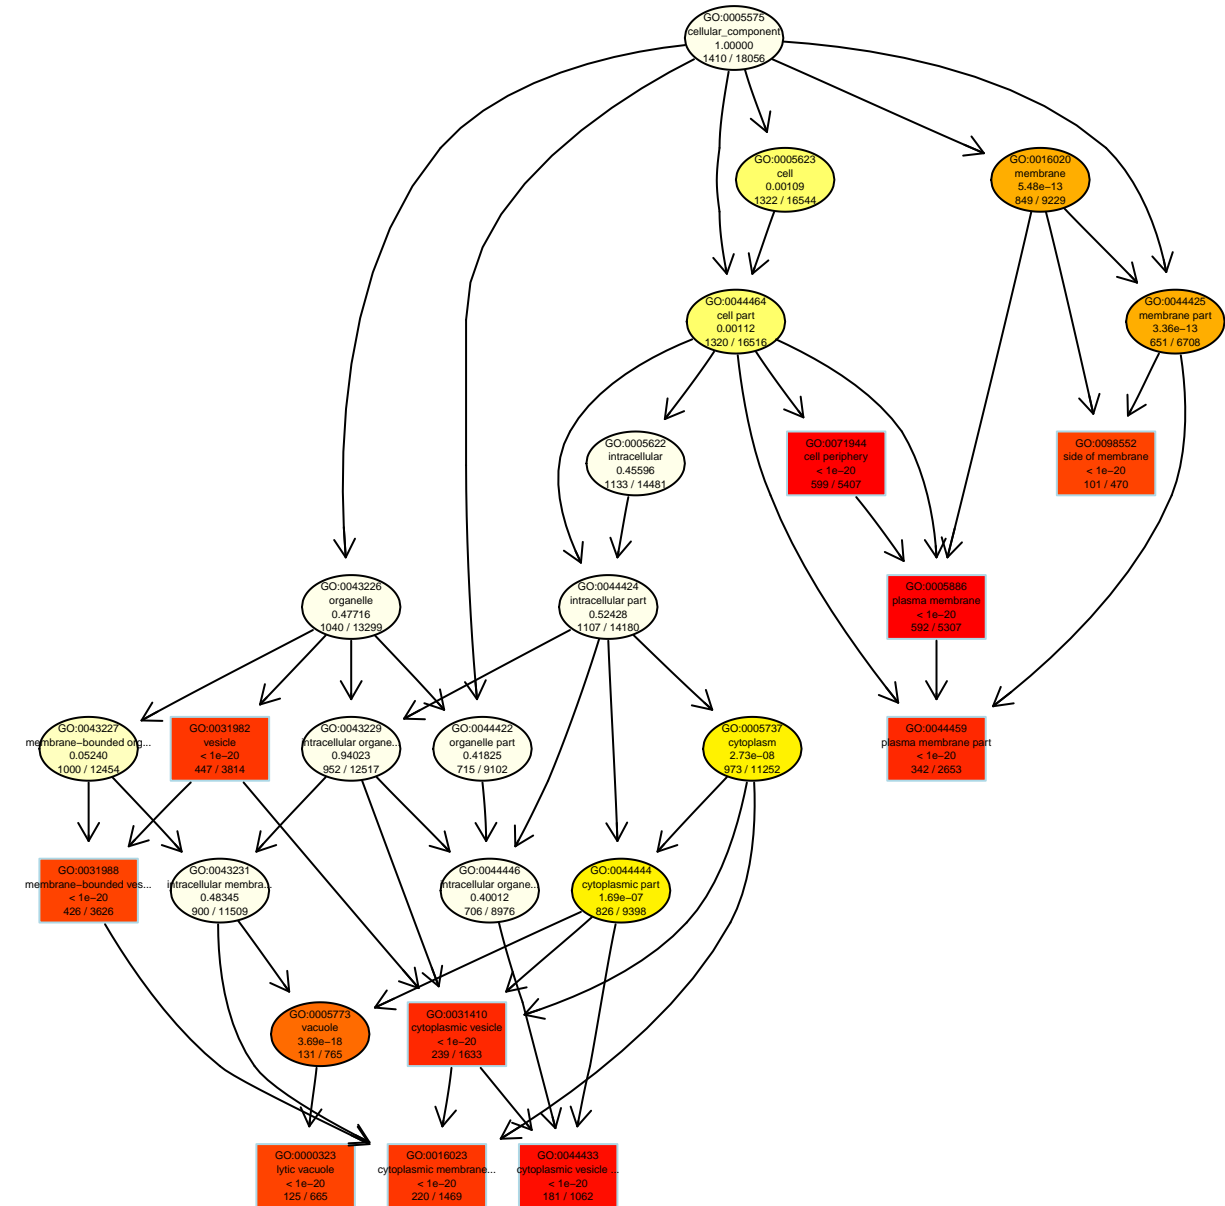 GO:0005575
cellular_component
1.00000
1410 / 18056
GO:0005623
cell
0.00109
1322 / 16544
GO:0016020
membrane
5.48e−13
849 / 9229
GO:0044464
cell part
0.00112
1320 / 16516
GO:0044425
membrane part
3.36e−13
651 / 6708
GO:0005622
intracellular
0.45596
1133 / 14481
GO:0071944
cell periphery
< 1e−20
599 / 5407
GO:0098552
side of membrane
< 1e−20
101 / 470
GO:0043226
organelle
0.47716
1040 / 13299
GO:0044424
intracellular part
0.52428
1107 / 14180
GO:0005886
plasma membrane
< 1e−20
592 / 5307
GO:0043227
membrane−bounded org...
0.05240
1000 / 12454
GO:0031982
vesicle
< 1e−20
447 / 3814
GO:0043229
intracellular organe...
0.94023
952 / 12517
GO:0044422
organelle part
0.41825
715 / 9102
GO:0005737
cytoplasm
2.73e−08
973 / 11252
GO:0044459
plasma membrane part
< 1e−20
342 / 2653
GO:0031988
membrane−bounded ves...
< 1e−20
426 / 3626
GO:0043231
intracellular membra...
0.48345
900 / 11509
GO:0044446
intracellular organe...
0.40012
706 / 8976
GO:0044444
cytoplasmic part
1.69e−07
826 / 9398
GO:0005773
vacuole
3.69e−18
131 / 765
GO:0031410
cytoplasmic vesicle
< 1e−20
239 / 1633
GO:0000323
lytic vacuole
< 1e−20
125 / 665
GO:0016023
cytoplasmic membrane...
< 1e−20
220 / 1469
GO:0044433
cytoplasmic vesicle ...
< 1e−20
181 / 1062